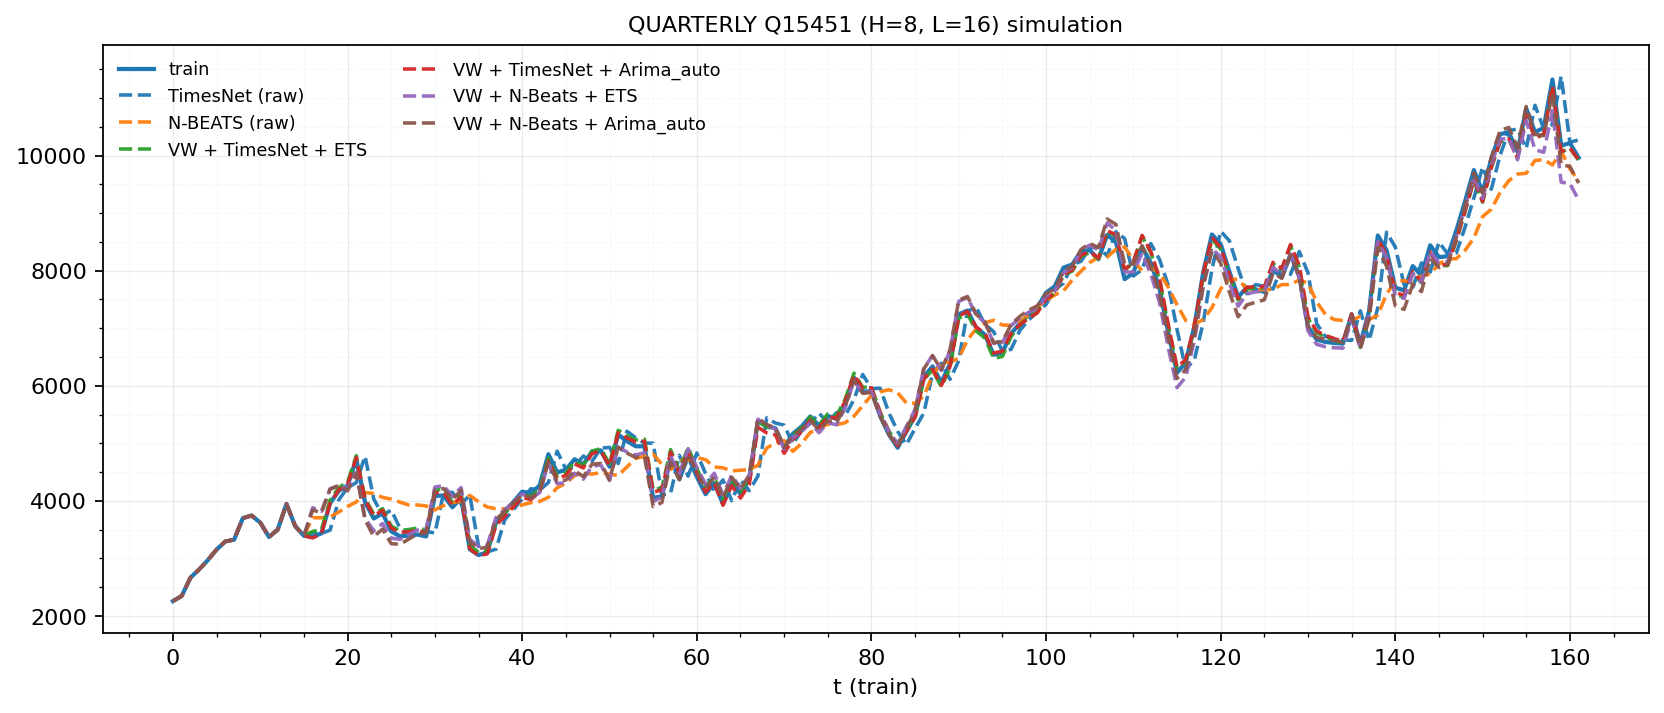 QUARTERLY Q15451 (H=8, L=16) simulation
train
TimesNet (raw)
N-BEATS (raw)
VW + TimesNet + ETS
VW + TimesNet + Arima_auto
VW + N-Beats + ETS
VW + N-Beats + Arima_auto
10000
8000
6000
4000
2000
0 20 40 60 80 100 120 140 160
t (train)